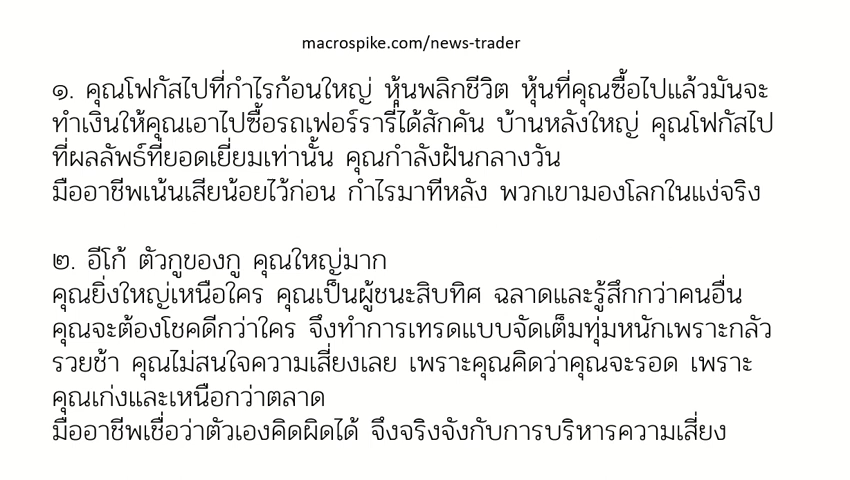 macrospike.com/news-trader
๑. คุณโฟกัสไปที่กำไรก้อนใหญ่ หุ้นพลิกชีวิต หุ้นที่คุณซื้อไปแล้วมันจะ
ทำเงินให้คุณเอาไปซื้อรถเฟอร์รารี่ได้สักคัน บ้านหลังใหญ่ คุณโฟกัสไป
ที่ผลลัพธ์ที่ยอดเยี่ยมเท่านั้น คุณกำลังฝันกลางวัน
มืออาชีพเน้นเสียน้อยไว้ก่อน กำไรมาทีหลัง พวกเขามองโลกในแง่จริง
๒. อีโก้ ตัวกูของกู คุณใหญ่มาก
คุณยิ่งใหญ่เหนือใคร คุณเป็นผู้ชนะสิบทิศ ฉลาดและรู้สึกกว่าคนอื่น
คุณจะต้องโชคดีกว่าใคร จึงทำการเทรดแบบจัดเต็มทุ่มหนักเพราะกลัว
รวยช้า คุณไม่สนใจความเสี่ยงเลย เพราะคุณคิดว่าคุณจะรอด เพราะ
คุณเก่งและเหนือกว่าตลาด
มืออาชีพเชื่อว่าตัวเองคิดผิดได้ จึงจริงจังกับการบริหารความเสี่ยง